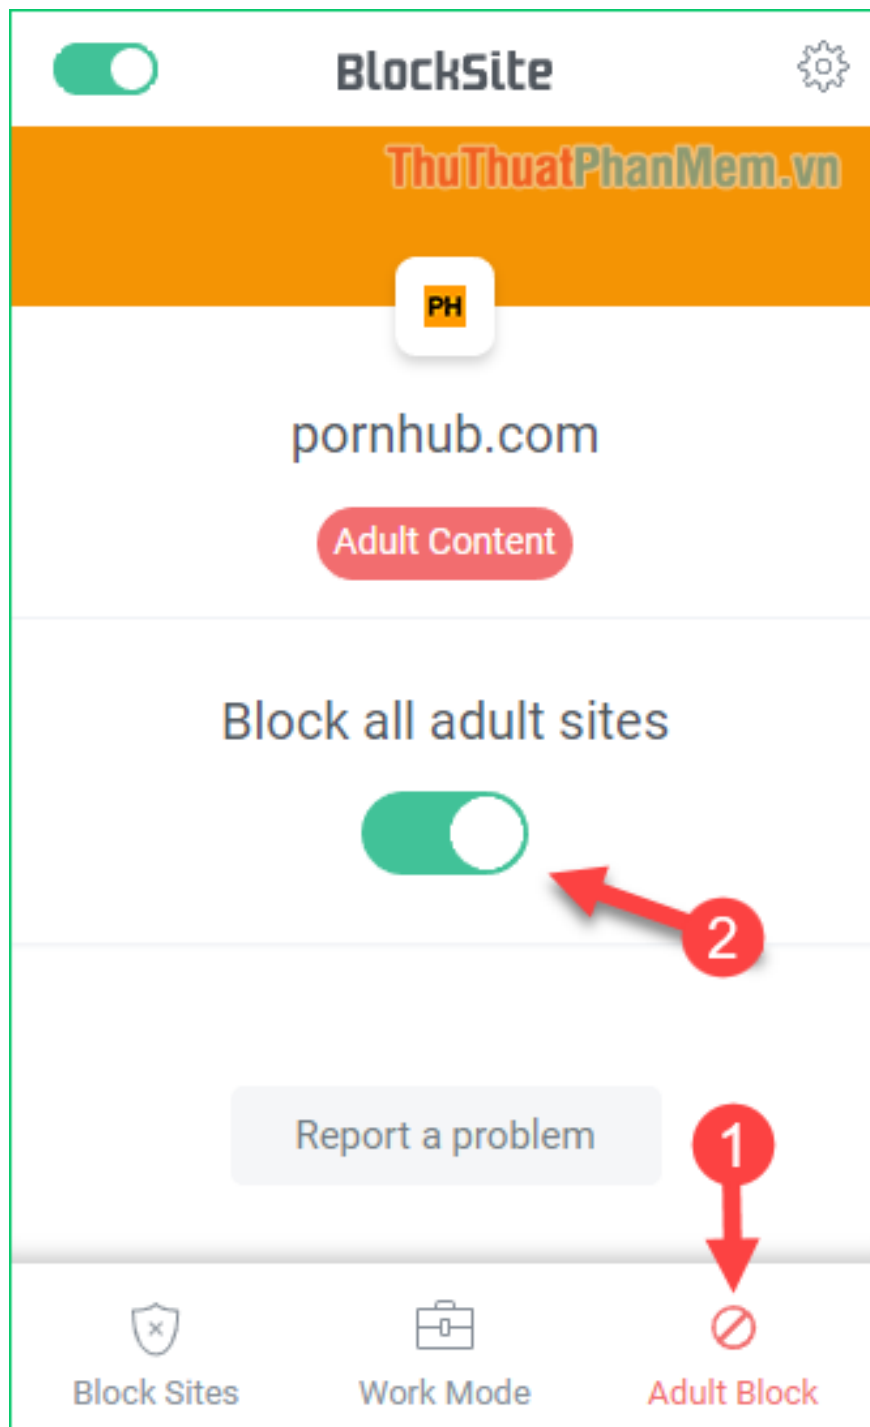 BlockSite
ThuThuatPhanMem.vn
PH
pornhub.com
Adult Content
Block all adult sites
2
Report a problem
1
Block Sites
Work Mode
Adult Block